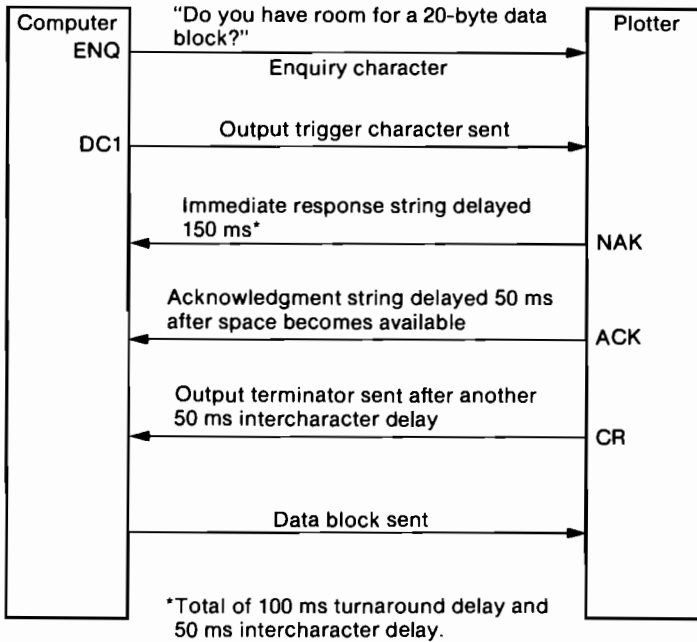 Computer
"Do you have room for a 20-byte data
block?"
Plotter
ENQ
Enquiry character
DC1
Output trigger character sent
Immediate response string delayed
150 ms*
NAK
Acknowledgment string delayed 50 ms
after space becomes available
ACK
Output terminator sent after another
50 ms intercharacter delay
CR
Data block sent
*Total of 100 ms turnaround delay and
50 ms intercharacter delay.